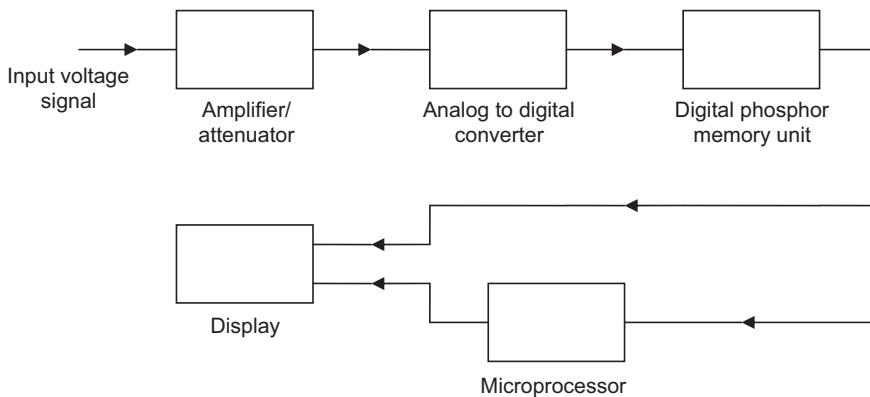 Input voltage
signal
Amplifier/
attenuator
Analog to digital
converter
Digital phosphor
memory unit
Display
Microprocessor